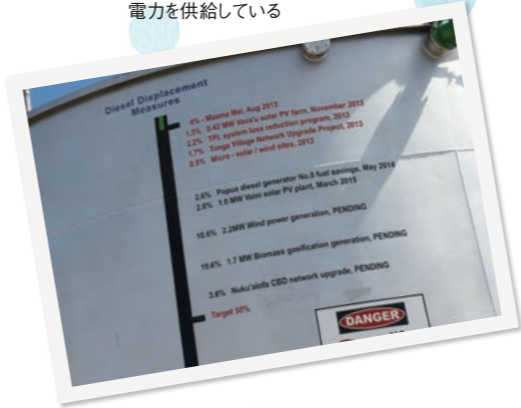 電力を供給している
Diesel Displacement
Measures
4% - Maama Mai, Aug 2012
1.5% 0.42 MW Vava'u solar PV farm, November 2013
2.2% TPL system loss reduction program, 2013
1.7% Tonga Village Network Upgrade Project, 2013
0.5% Micro - solar / wind sites, 2013
2.6% Popua diesel generator No.8 fuel savings, May 2014
2.6% 1.0 MW Vaini solar PV plant, March 2015
10.6% 2.2MW Wind power generation, PENDING
19.6% 1.7 MW Biomass gasification generation, PENDING
3.6% Nuku'alofa CBD network upgrade, PENDING
Target 50%
DANGER